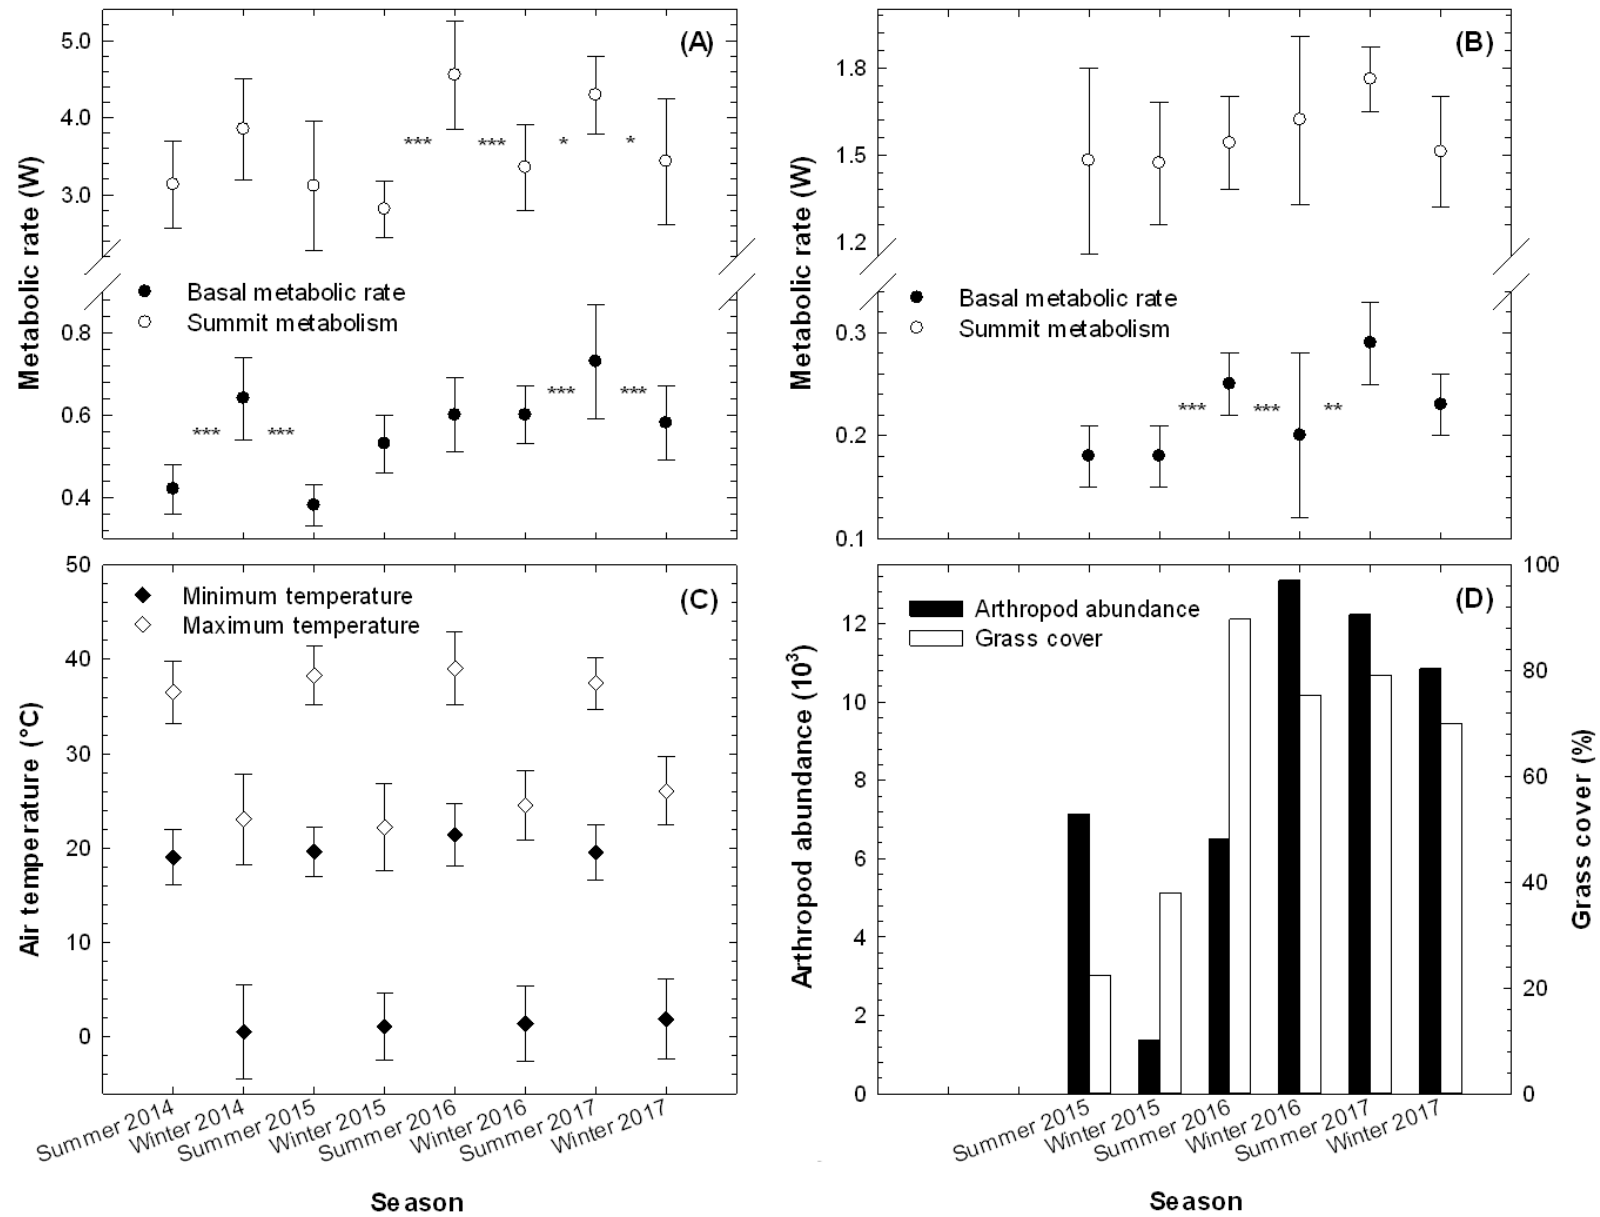 (A)
5.0
4.0
3.0
Metabolic rate (W)
*** *** * *
Basal metabolic rate
Summit metabolism
0.8
0.6
0.4
*** *** *** ***
(B)
1.8
1.5
1.2
Metabolic rate (W)
Basal metabolic rate
Summit metabolism
0.3
0.2
0.1
*** *** **
(C)
50
40
30
20
10
0
Air temperature (°C)
Minimum temperature
Maximum temperature
Summer 2014
Winter 2014
Summer 2015
Winter 2015
Summer 2016
Winter 2016
Summer 2017
Winter 2017
Season
(D)
12
10
8
6
4
2
0
Arthropod abundance (10³)
Arthropod abundance
Grass cover
100
80
60
40
20
0
Grass cover (%)
Summer 2015
Winter 2015
Summer 2016
Winter 2016
Summer 2017
Winter 2017
Season